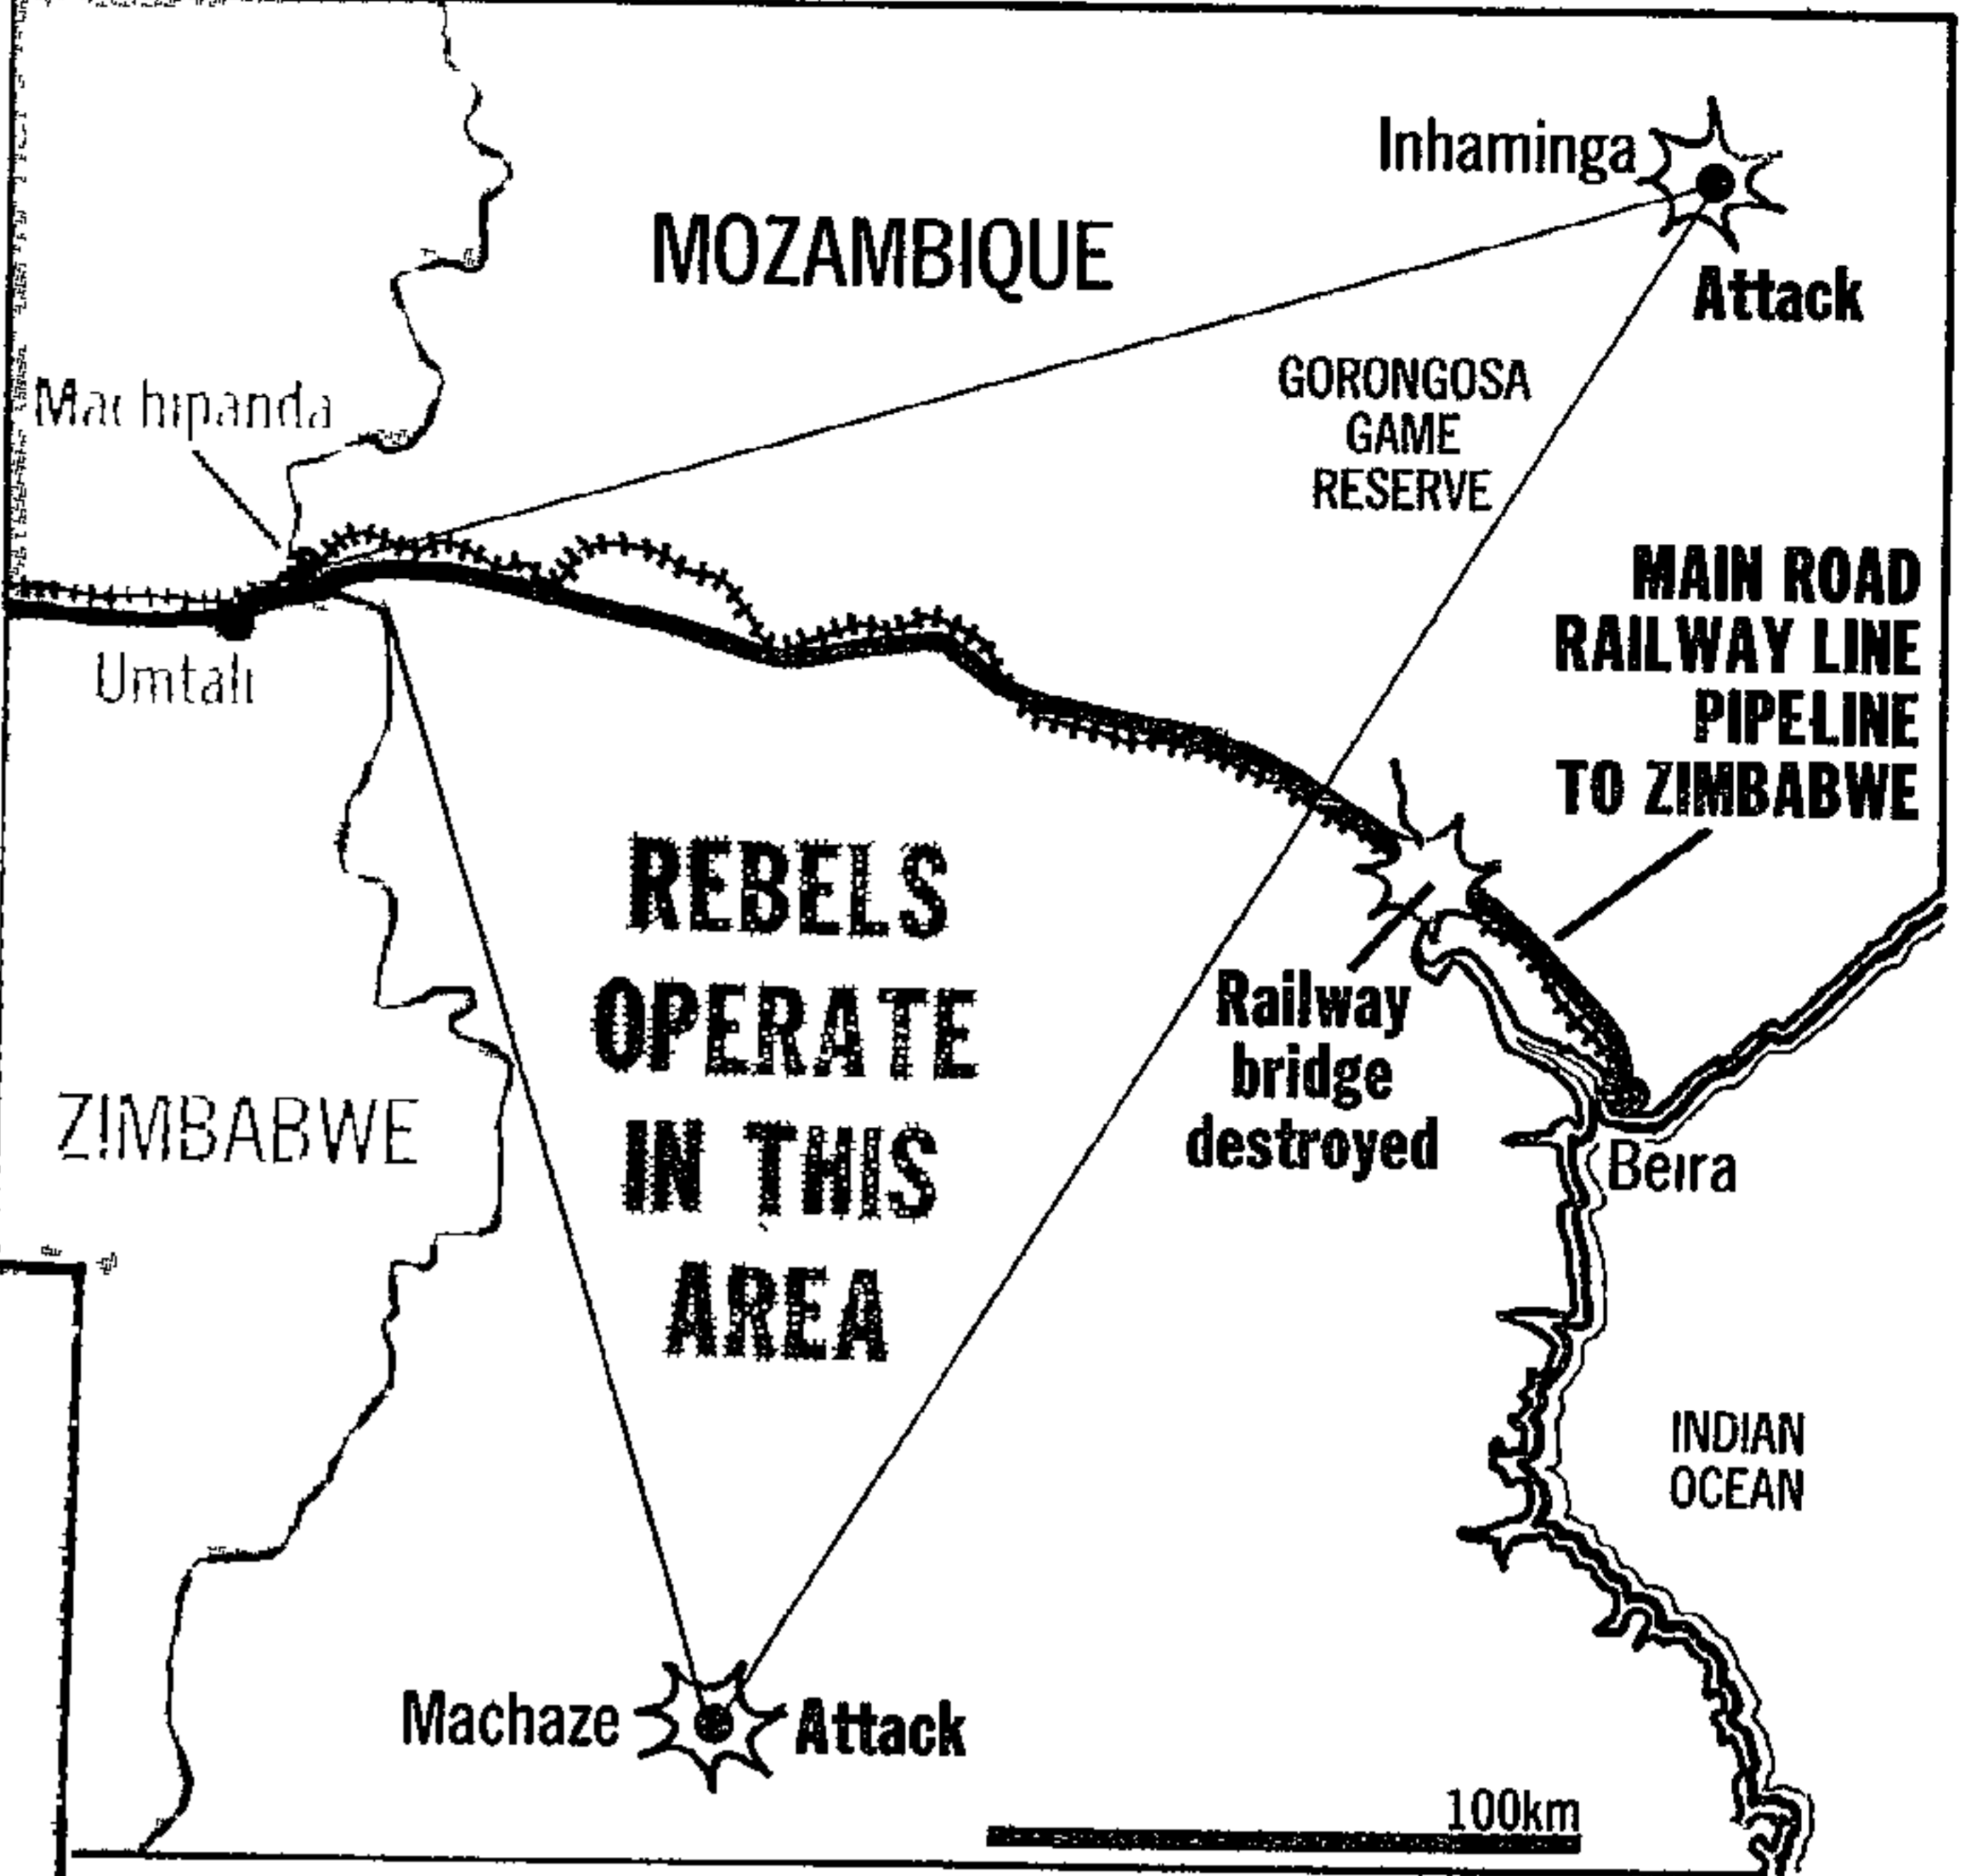 Inhaminga
MOZAMBIQUE
Attack
GORONGOSA
GAME
RESERVE
Machipanda
MAIN ROAD
RAILWAY LINE
PIPELINE
TO ZIMBABWE
Umtali
REBELS
OPERATE
IN THIS
AREA
Railway
bridge
destroyed
ZIMBABWE
Beira
INDIAN
OCEAN
Machaze
Attack
100km